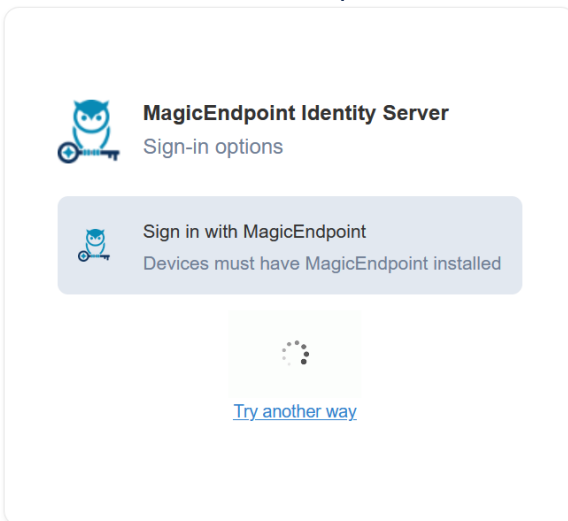 MagicEndpoint Identity Server
Sign-in options
Sign in with MagicEndpoint
Devices must have MagicEndpoint installed
Try another way